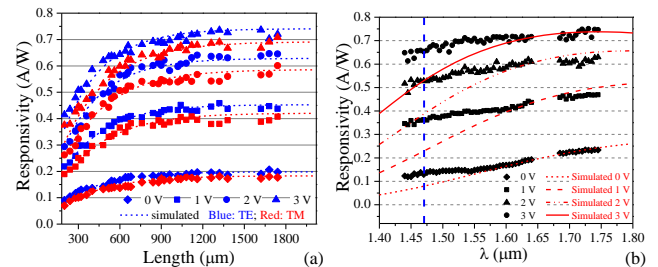 0.8
0.7
0.6
0.5
0.4
0.3
0.2
0.1
0.0
Responsivity (A/W)
0 V 1 V 2 V 3 V
simulated Blue: TE; Red: TM
200 600 1000 1400 1800
Length (μm)
(a)
0.8
0.7
0.6
0.5
0.4
0.3
0.2
0.1
0.0
Responsivity (A/W)
0 V Simulated 0 V
1 V Simulated 1 V
2 V Simulated 2 V
3 V Simulated 3 V
1.40 1.45 1.50 1.55 1.60 1.65 1.70 1.75 1.80
λ (μm)
(b)